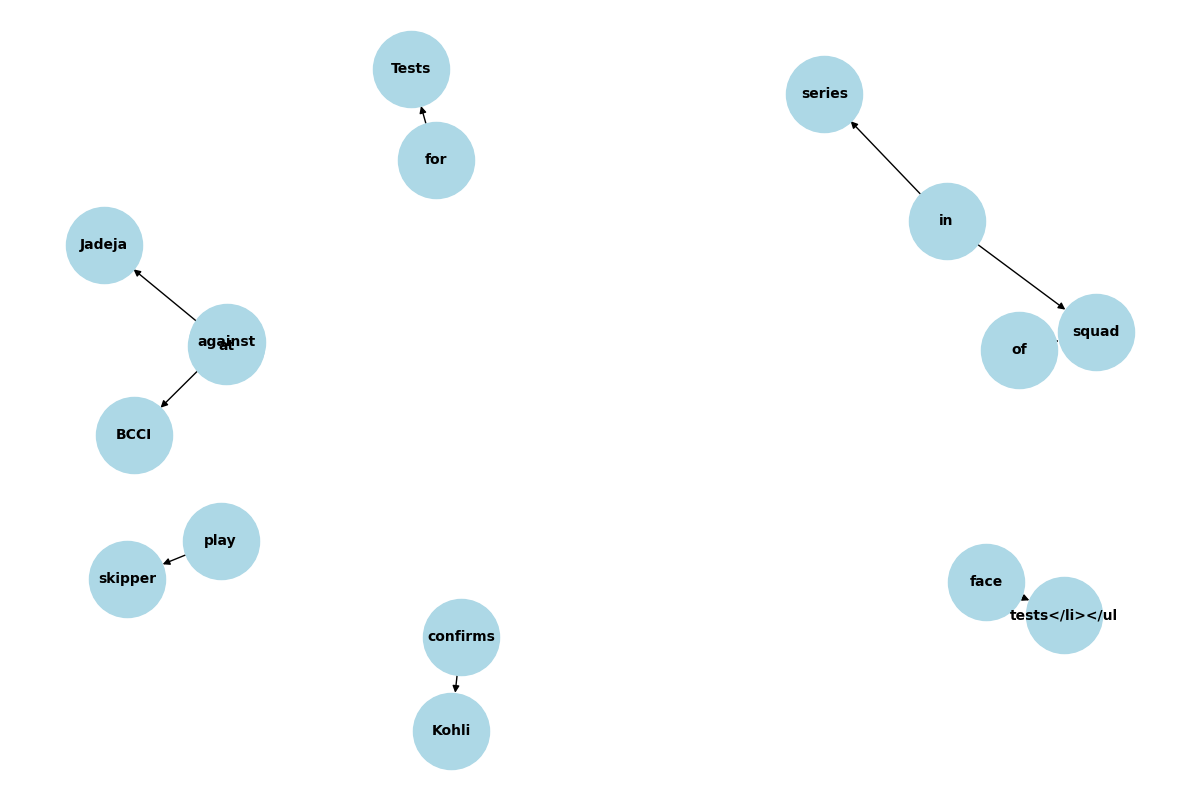 Tests
series
for
in
Jadeja
squad
against
at
of
BCCI
play
skipper
face
tests</li></ul
confirms
Kohli